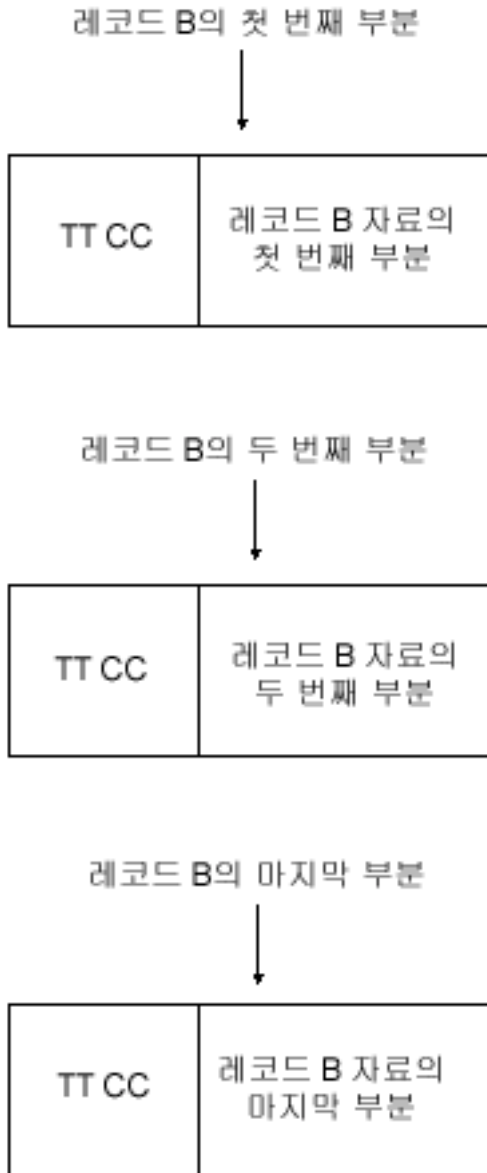 레코드 B의 첫 번째 부분
TT CC
레코드 B 자료의
첫 번째 부분
레코드 B의 두 번째 부분
TT CC
레코드 B 자료의
두 번째 부분
레코드 B의 마지막 부분
TT CC
레코드 B 자료의
마지막 부분